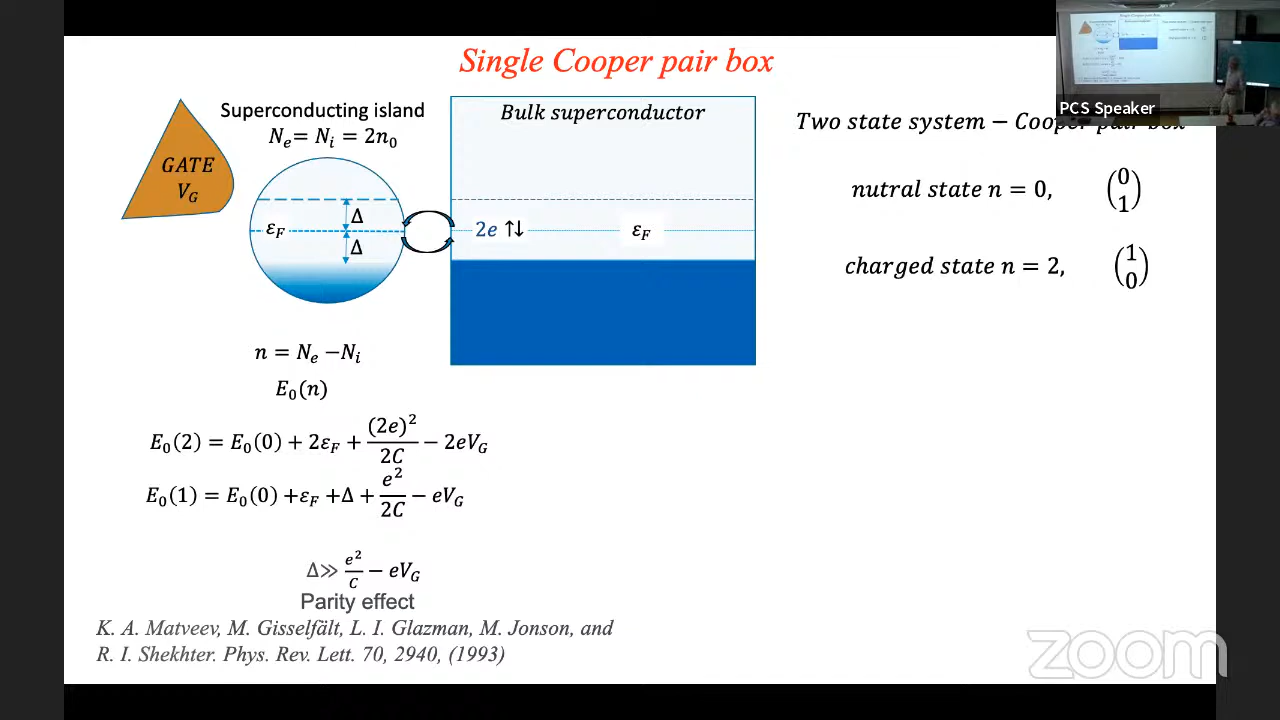 Single Cooper pair box
Superconducting island
Nₑ= Nᵢ = 2n₀
GATE
V_G
ε_F
Δ
Δ
Bulk superconductor
2e ↑↓
ε_F
PCS Speaker
Two state system − Cooper pair box
nutral state n = 0, (0 1)
charged state n = 2, (1 0)
n = Nₑ −Nᵢ
E₀(n)
E₀(2) = E₀(0) + 2ε_F + (2e)²/2C − 2eV_G
E₀(1) = E₀(0) +ε_F +Δ + e²/2C − eV_G
Δ≫ e²/C − eV_G
Parity effect
K. A. Matveev, M. Gisselfält, L. I. Glazman, M. Jonson, and
R. I. Shekhter. Phys. Rev. Lett. 70, 2940, (1993)
zoom